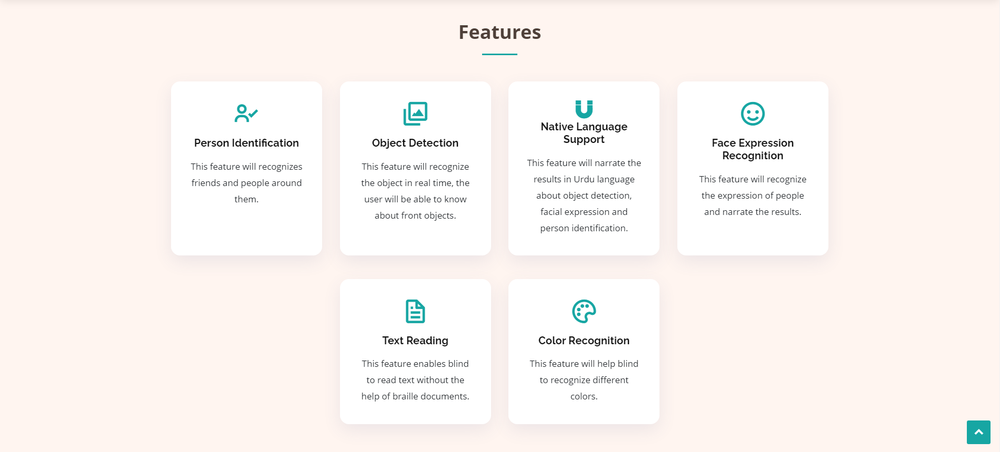 Features
Person Identification
This feature will recognizes
friends and people around
them.
Object Detection
This feature will recognize
the object in real time, the
user will be able to know
about front objects.
Native Language
Support
This feature will narrate the
results in Urdu language
about object detection,
facial expression and
person identification.
Face Expression
Recognition
This feature will recognize
the expression of people
and narrate the results.
Text Reading
This feature enables blind
to read text without the
help of braille documents.
Color Recognition
This feature will help blind
to recognize different
colors.